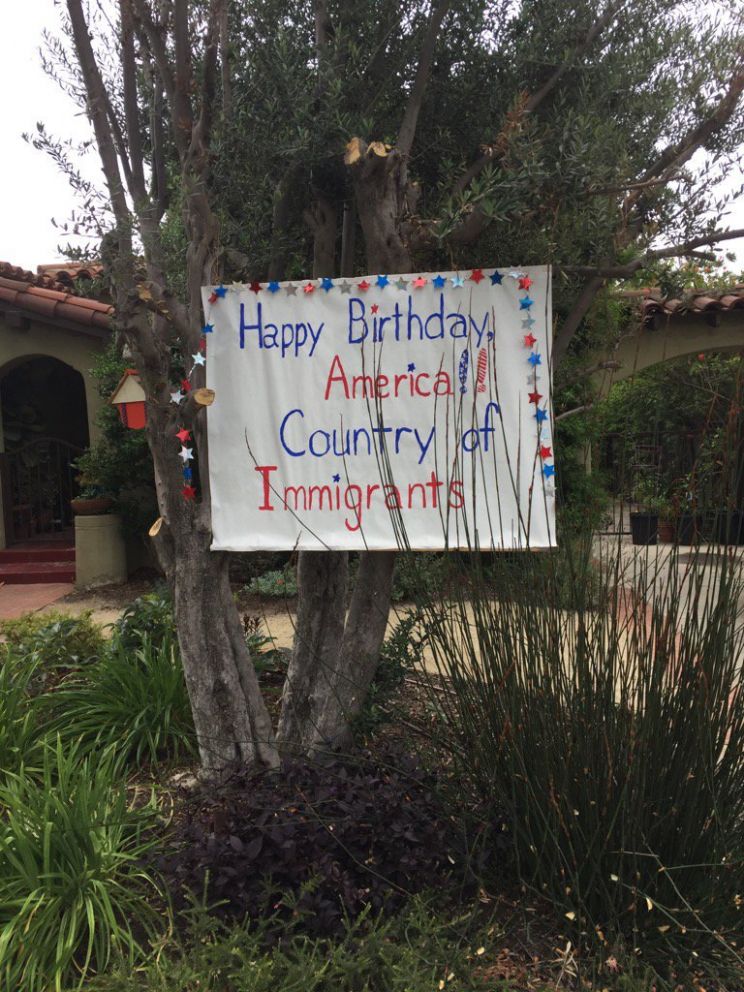 Happy Birthday,
America!!
Country of
Immigrants